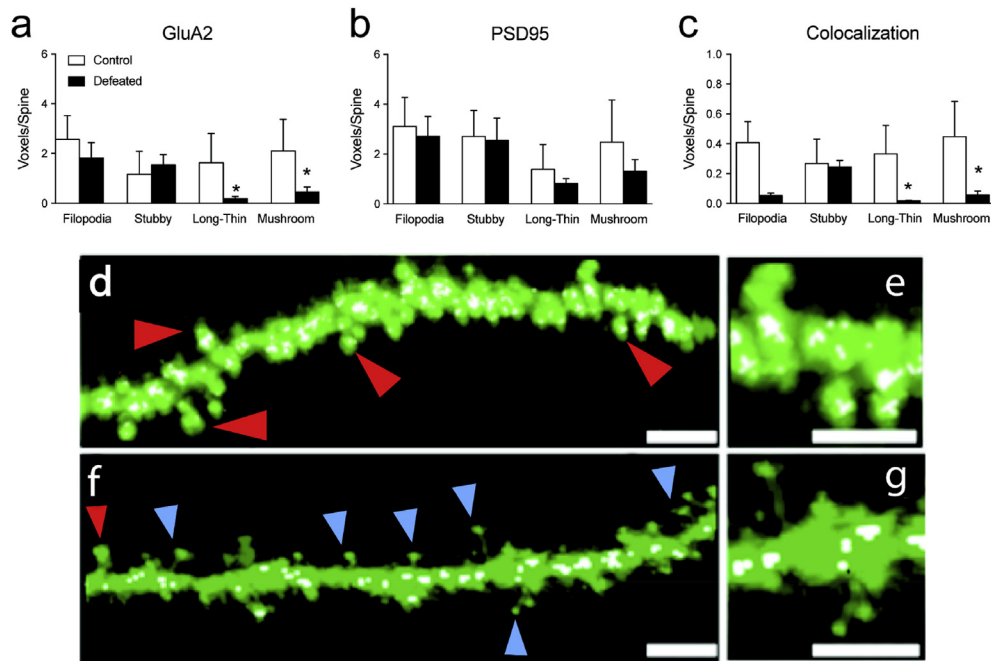 a
GluA2
Control
Defeated
Voxels/Spine
6
4
2
0
*
*
Filopodia Stubby Long-Thin Mushroom
b
PSD95
Voxels/Spine
6
4
2
0
Filopodia Stubby Long-Thin Mushroom
c
Colocalization
Voxels/Spine
1.0
0.8
0.6
0.4
0.2
0.0
*
*
Filopodia Stubby Long-Thin Mushroom
d
e
f
g